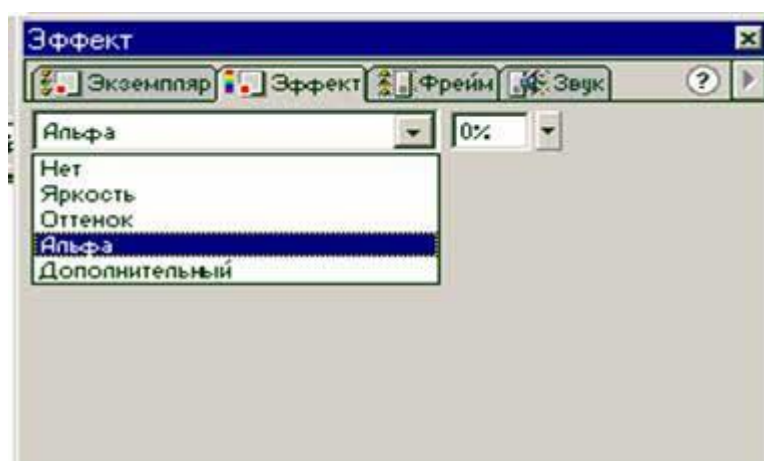 Эффект
Экземпляр Эффект Фрейм Звук ?
Альфа 0%
Нет
Яркость
Оттенок
Альфа
Дополнительный